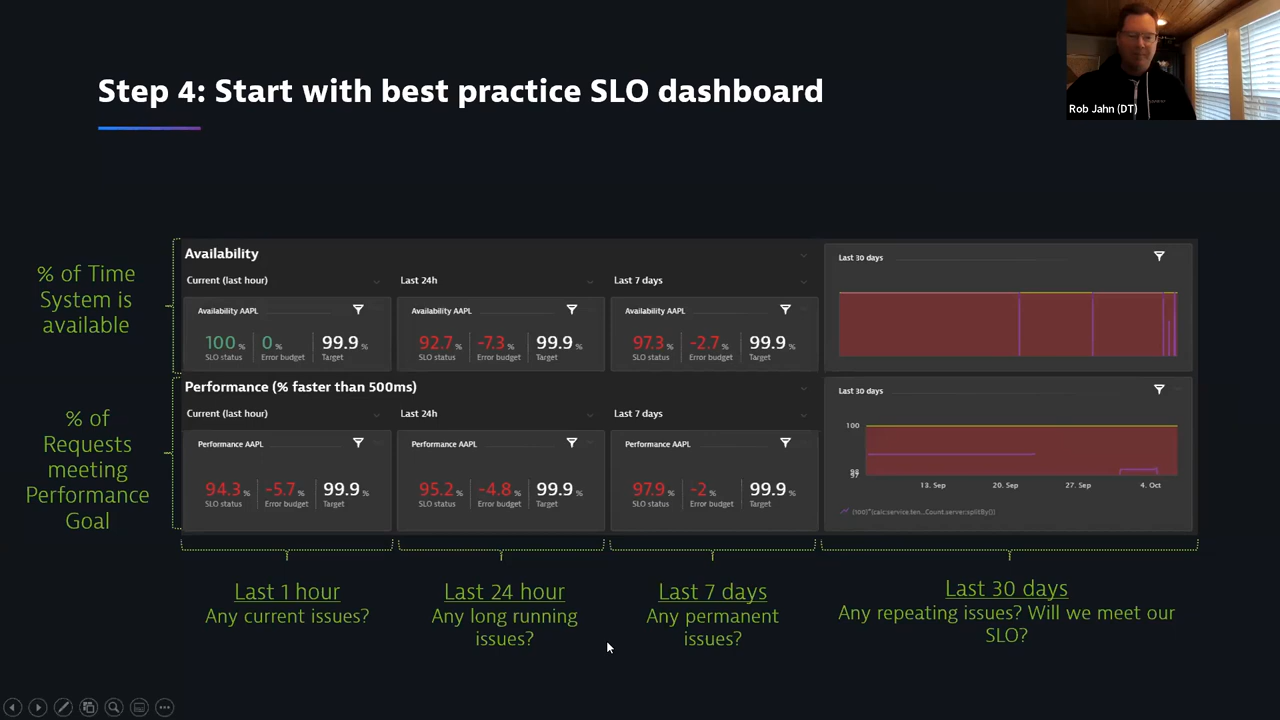 Step 4: Start with best practice SLO dashboard
Rob Jahn (DT)
% of Time
System is
available
Availability
Current (last hour)
Last 24h
Last 7 days
Last 30 days
Availability AAPL
100 %
SLO status
0 %
Error budget
99.9 %
Target
Availability AAPL
92.7 %
SLO status
-7.3 %
Error budget
99.9 %
Target
Availability AAPL
97.3 %
SLO status
-2.7 %
Error budget
99.9 %
Target
% of
Requests
meeting
Performance
Goal
Performance (% faster than 500ms)
Current (last hour)
Last 24h
Last 7 days
Last 30 days
Performance AAPL
94.3 %
SLO status
-5.7 %
Error budget
99.9 %
Target
Performance AAPL
95.2 %
SLO status
-4.8 %
Error budget
99.9 %
Target
Performance AAPL
97.9 %
SLO status
-2 %
Error budget
99.9 %
Target
100
13. Sep
20. Sep
27. Sep
4. Oct
Last 1 hour
Any current issues?
Last 24 hour
Any long running
issues?
Last 7 days
Any permanent
issues?
Last 30 days
Any repeating issues? Will we meet our
SLO?